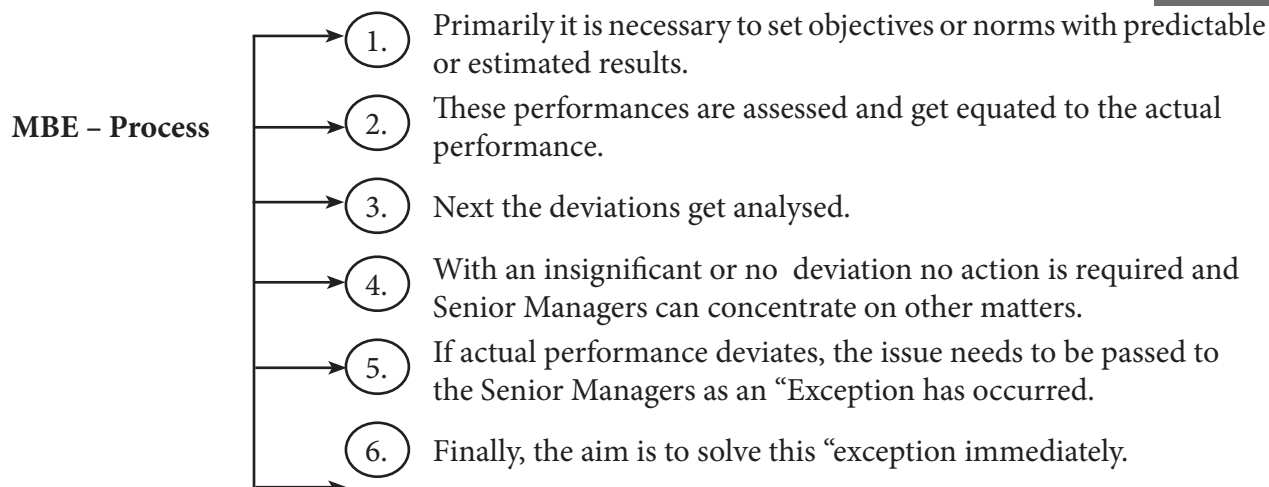 1. Primarily it is necessary to set objectives or norms with predictable
or estimated results.
MBE – Process
2. These performances are assessed and get equated to the actual
performance.
3. Next the deviations get analysed.
4. With an insignificant or no deviation no action is required and
Senior Managers can concentrate on other matters.
5. If actual performance deviates, the issue needs to be passed to
the Senior Managers as an “Exception has occurred.
6. Finally, the aim is to solve this “exception immediately.